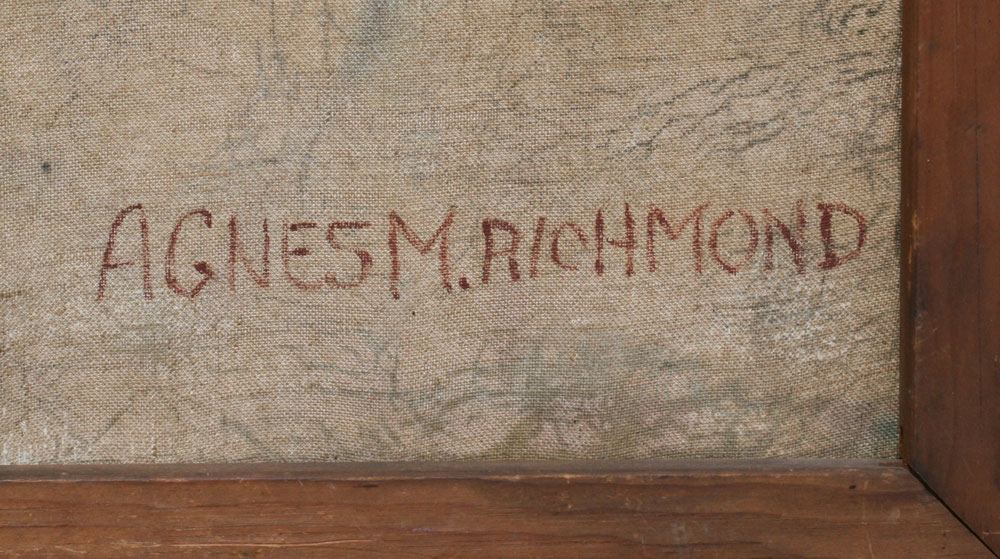 AGNES M. RICHMOND